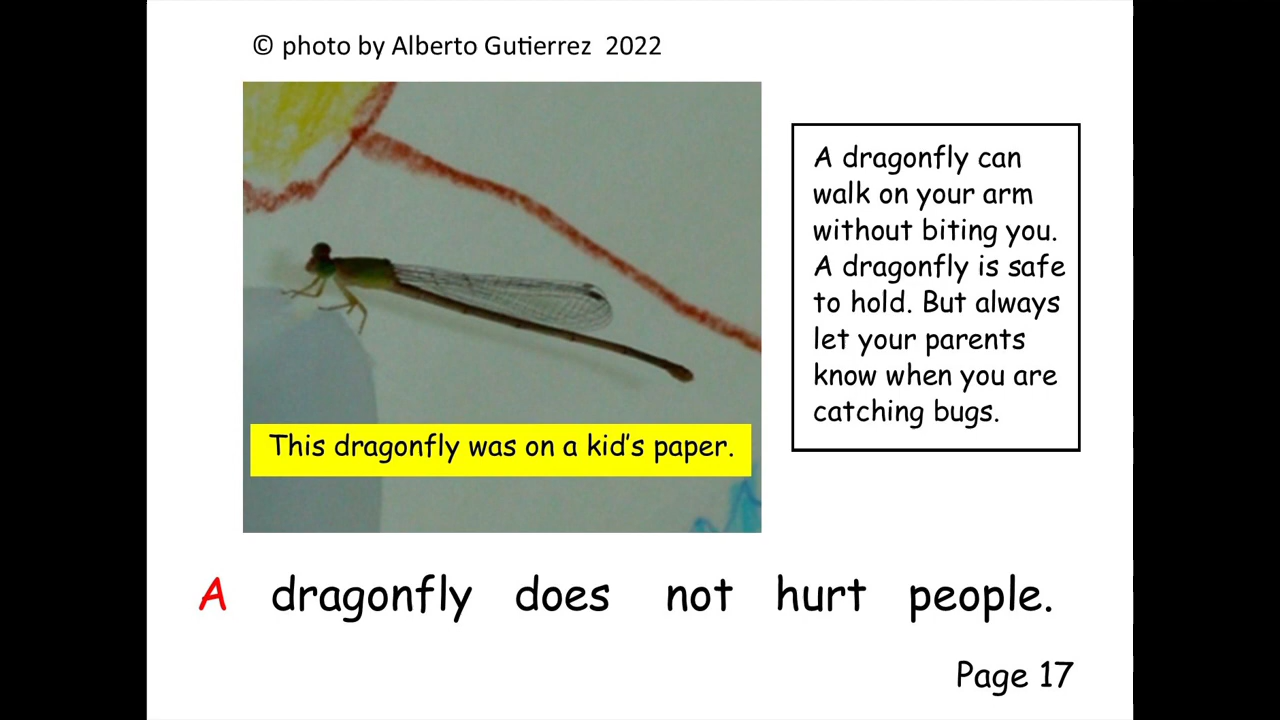 © photo by Alberto Gutierrez 2022
A dragonfly can
walk on your arm
without biting you.
A dragonfly is safe
to hold. But always
let your parents
know when you are
catching bugs.
This dragonfly was on a kid's paper.
A dragonfly does not hurt people.
Page 17